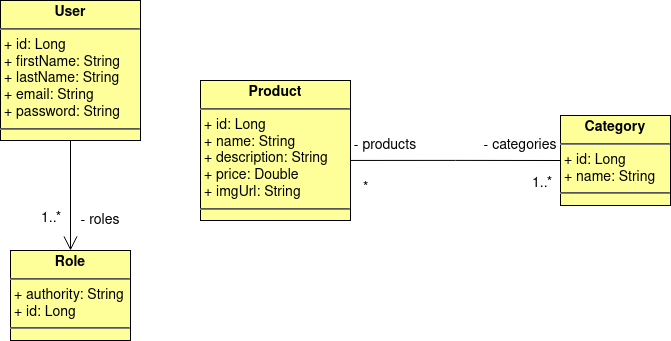 User
+ id: Long
+ firstName: String
+ lastName: String
+ email: String
+ password: String
1..*
- roles
Role
+ authority: String
+ id: Long
Product
+ id: Long
+ name: String
+ description: String
+ price: Double
+ imgUrl: String
- products
*
- categories
1..*
Category
+ id: Long
+ name: String